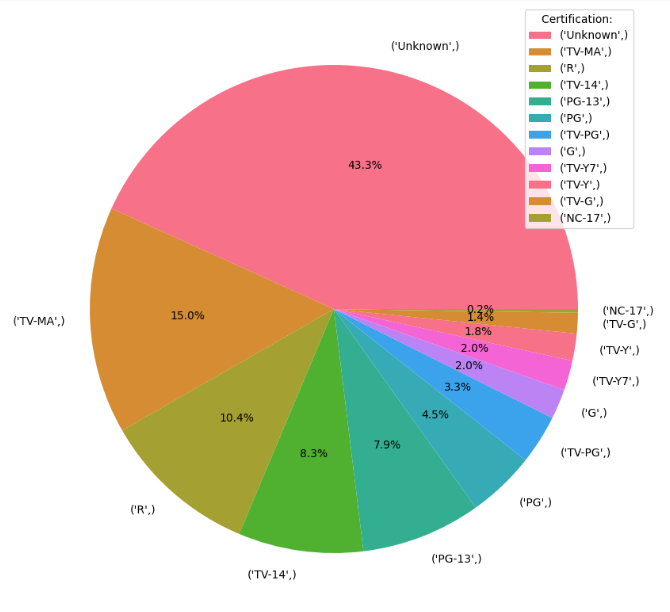 Certification:
('Unknown',)
('TV-MA',)
('R',)
('TV-14',)
('PG-13',)
('PG',)
('TV-PG',)
('G',)
('TV-Y7',)
('TV-Y',)
('TV-G',)
('NC-17',)
('Unknown',)
43.3%
('TV-MA',)
15.0%
('R',)
10.4%
('TV-14',)
8.3%
('PG-13',)
7.9%
('PG',)
4.5%
('TV-PG',)
3.3%
('G',)
2.0%
('TV-Y7',)
2.0%
('TV-Y',)
1.8%
('TV-G',)
1.4%
('NC-17',)
0.2%